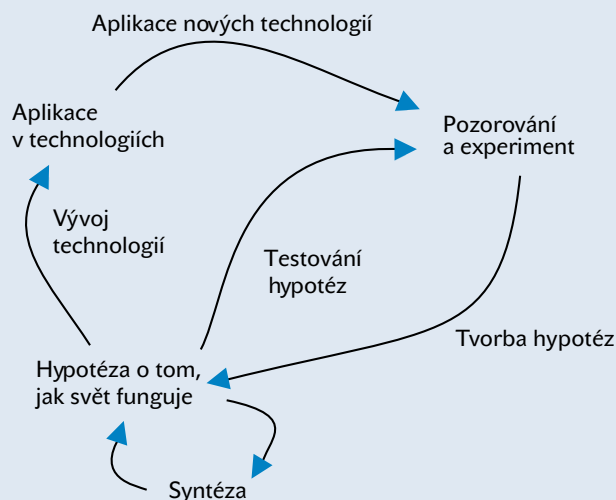 Aplikace nových technologií
Aplikace
v technologiích
Pozorování
a experiment
Vývoj
technologií
Testování
hypotéz
Tvorba hypotéz
Hypotéza o tom,
jak svět funguje
Syntéza